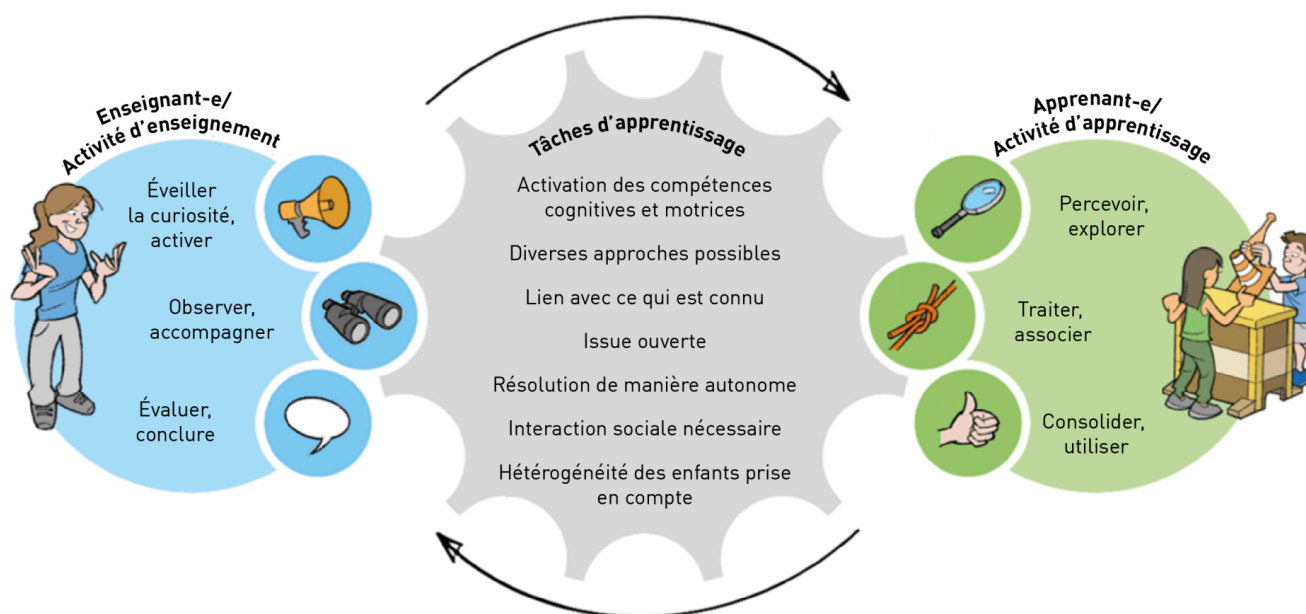 Enseignant-e/
Activité d'enseignement
Éveiller
la curiosité,
activer
Observer,
accompagner
Évaluer,
conclure
Tâches d'apprentissage
Activation des compétences
cognitives et motrices
Diverses approches possibles
Lien avec ce qui est connu
Issue ouverte
Résolution de manière autonome
Interaction sociale nécessaire
Hétérogénéité des enfants prise
en compte
Apprenant-e/
Activité d'apprentissage
Percevoir,
explorer
Traiter,
associer
Consolider,
utiliser